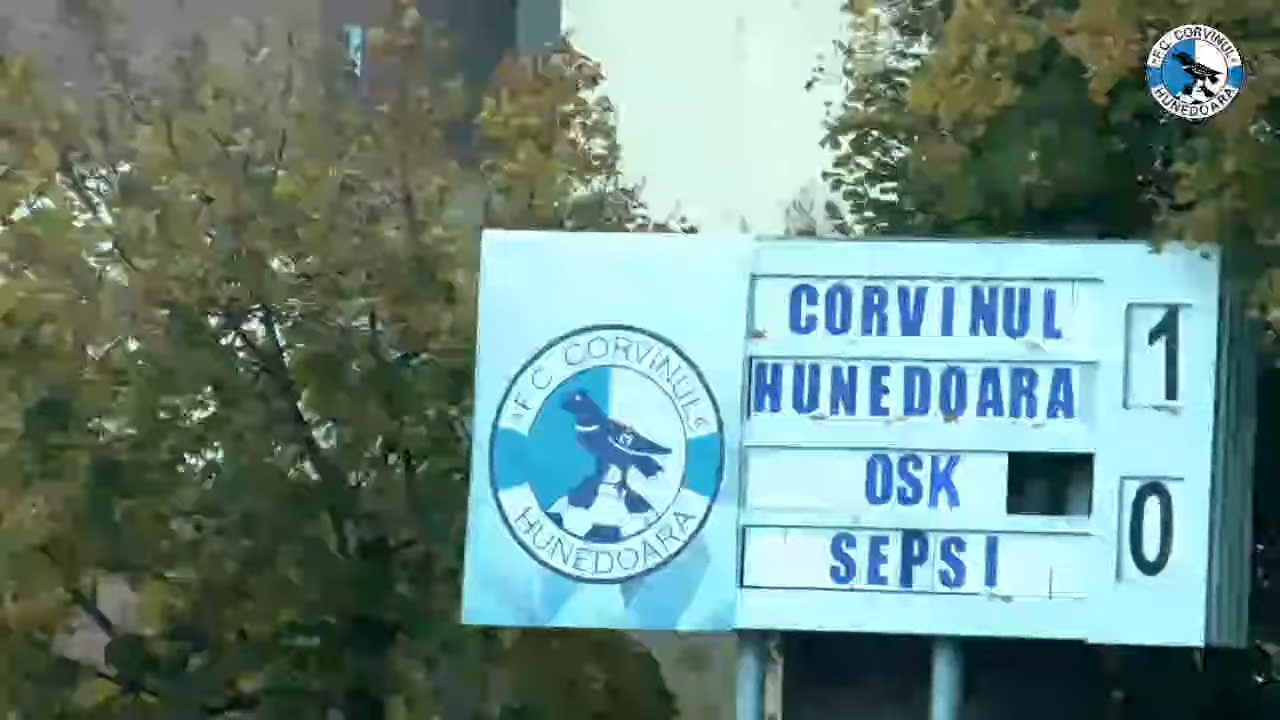 F.C. CORVINUL
HUNEDOARA
F.C. CORVINUL
HUNEDOARA
CORVINUL
HUNEDOARA
1
OSK
SEPSI
0